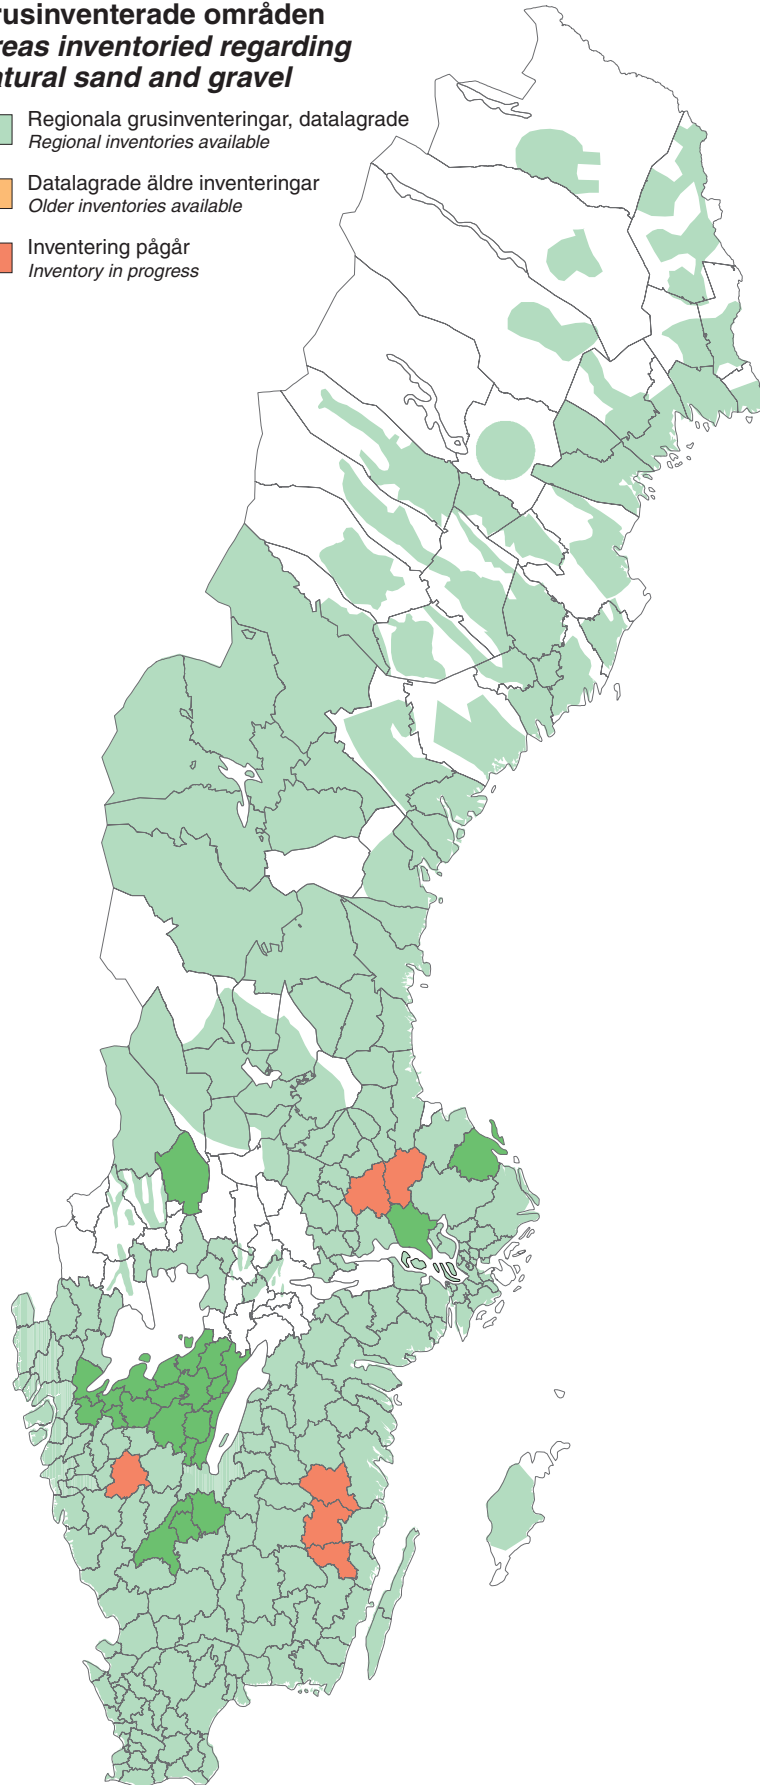 rusinventerade områden
reas inventoried regarding
atural sand and gravel
Regionala grusinventeringar, datalagrade
Regional inventories available
Datalagrade äldre inventeringar
Older inventories available
Inventering pågår
Inventory in progress